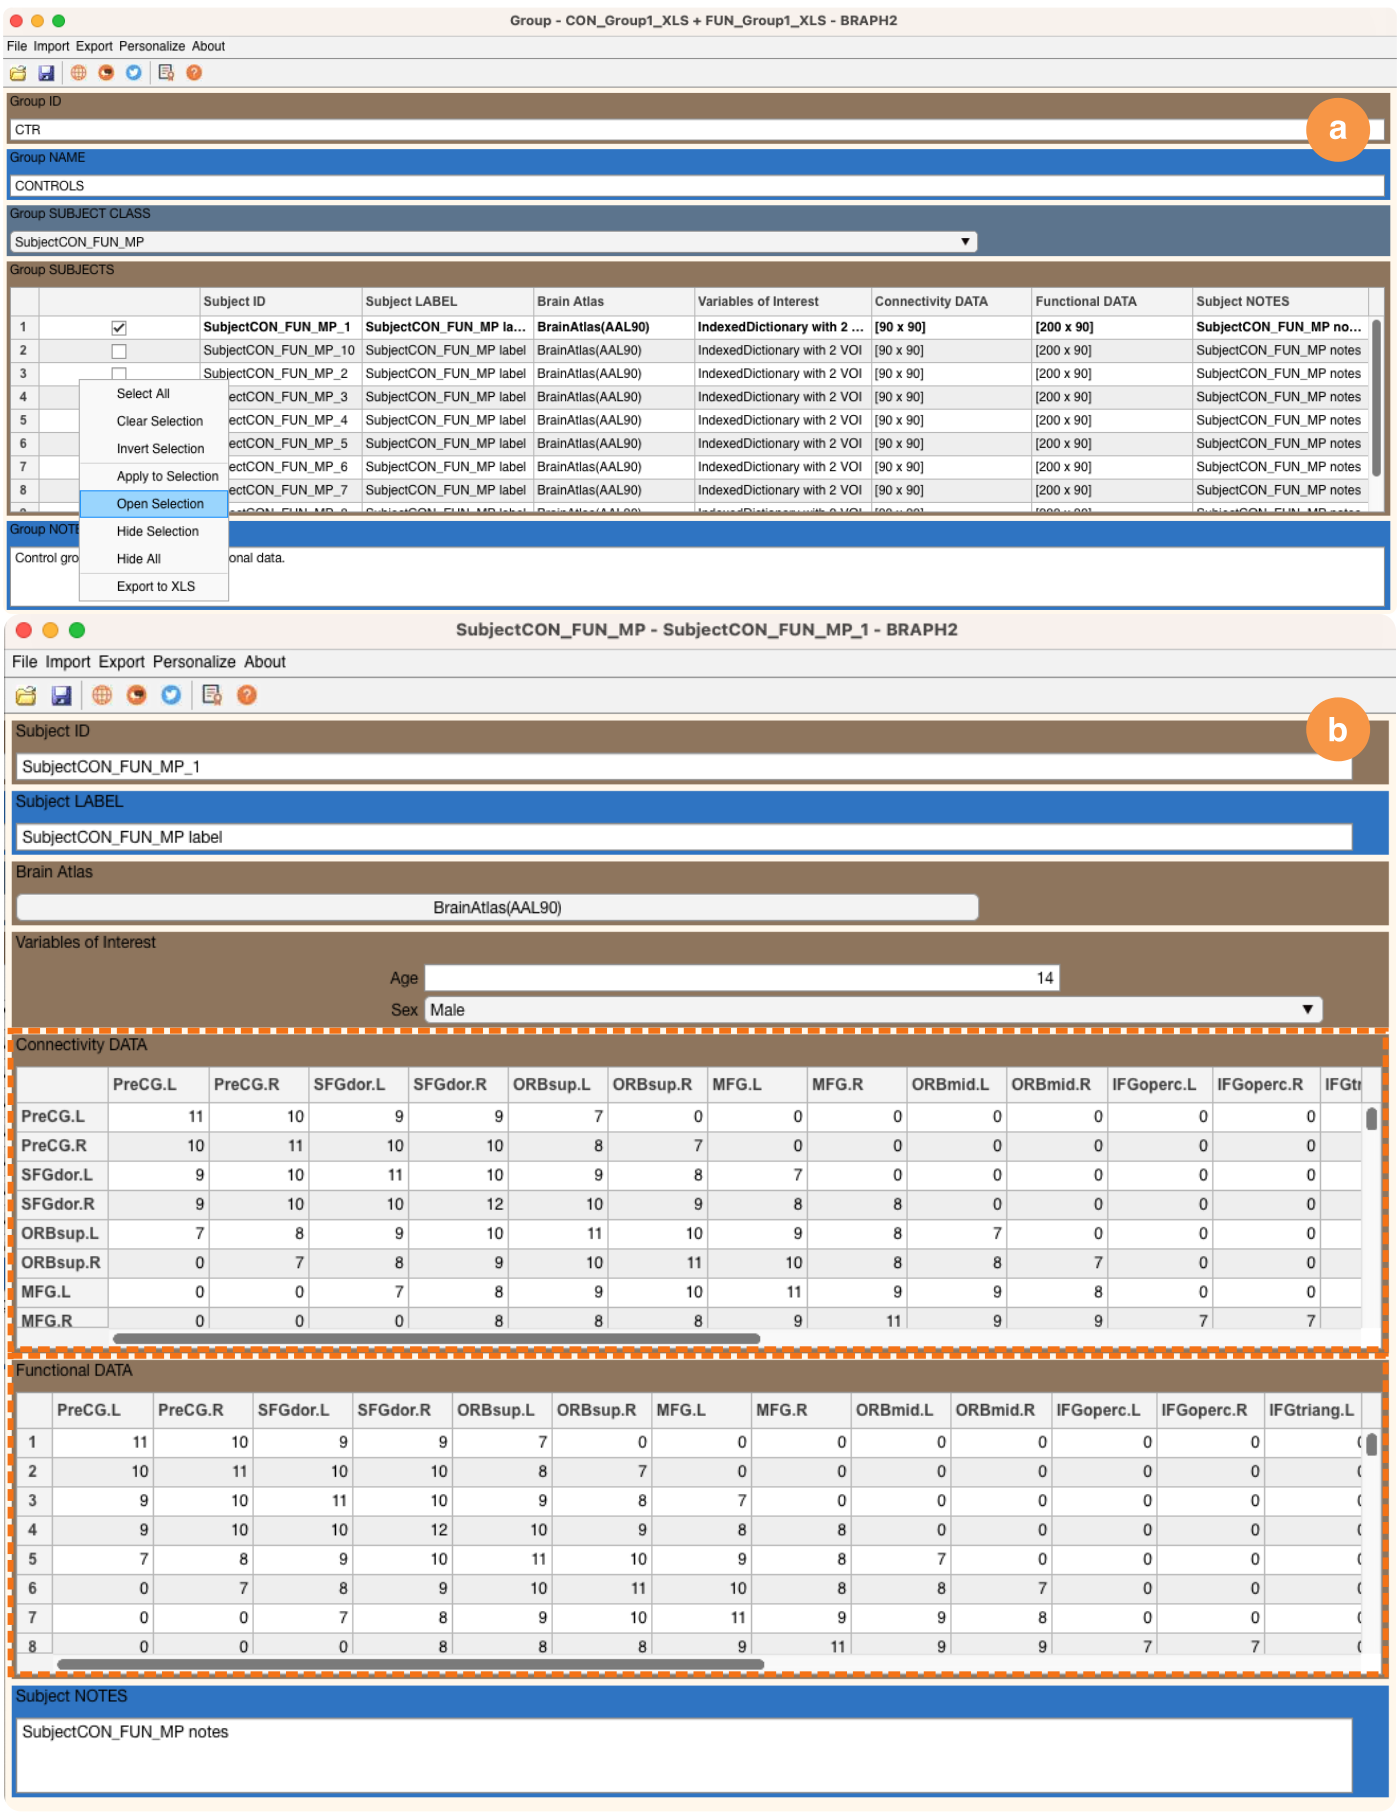 Group - CON_Group1_XLS + FUN_Group1_XLS - BRAPH2
File Import Export Personalize About
Group ID
a
CTR
Group NAME
CONTROLS
Group SUBJECT CLASS
SubjectCON_FUN_MP
Group SUBJECTS
Subject ID Subject LABEL Brain Atlas Variables of Interest Connectivity DATA Functional DATA Subject NOTES
1 SubjectCON_FUN_MP_1 SubjectCON_FUN_MP la... BrainAtlas(AAL90) IndexedDictionary with 2 ... [90 x 90] [200 x 90] SubjectCON_FUN_MP no...
2 SubjectCON_FUN_MP_10 SubjectCON_FUN_MP label BrainAtlas(AAL90) IndexedDictionary with 2 VOI [90 x 90] [200 x 90] SubjectCON_FUN_MP notes
3 SubjectCON_FUN_MP_2 SubjectCON_FUN_MP label BrainAtlas(AAL90) IndexedDictionary with 2 VOI [90 x 90] [200 x 90] SubjectCON_FUN_MP notes
4 ectCON_FUN_MP_3 SubjectCON_FUN_MP label BrainAtlas(AAL90) IndexedDictionary with 2 VOI [90 x 90] [200 x 90] SubjectCON_FUN_MP notes
5 ectCON_FUN_MP_4 SubjectCON_FUN_MP label BrainAtlas(AAL90) IndexedDictionary with 2 VOI [90 x 90] [200 x 90] SubjectCON_FUN_MP notes
6 ectCON_FUN_MP_5 SubjectCON_FUN_MP label BrainAtlas(AAL90) IndexedDictionary with 2 VOI [90 x 90] [200 x 90] SubjectCON_FUN_MP notes
7 ectCON_FUN_MP_6 SubjectCON_FUN_MP label BrainAtlas(AAL90) IndexedDictionary with 2 VOI [90 x 90] [200 x 90] SubjectCON_FUN_MP notes
8 ectCON_FUN_MP_7 SubjectCON_FUN_MP label BrainAtlas(AAL90) IndexedDictionary with 2 VOI [90 x 90] [200 x 90] SubjectCON_FUN_MP notes
Select All
Clear Selection
Invert Selection
Apply to Selection
Open Selection
Hide Selection
Hide All
Export to XLS
Group NOTE
Control gro onal data.
SubjectCON_FUN_MP - SubjectCON_FUN_MP_1 - BRAPH2
File Import Export Personalize About
Subject ID
b
SubjectCON_FUN_MP_1
Subject LABEL
SubjectCON_FUN_MP label
Brain Atlas
BrainAtlas(AAL90)
Variables of Interest
Age 14
Sex Male
Connectivity DATA
PreCG.L PreCG.R SFGdor.L SFGdor.R ORBsup.L ORBsup.R MFG.L MFG.R ORBmid.L ORBmid.R IFGoperc.L IFGoperc.R IFGtr
PreCG.L 11 10 9 9 7 0 0 0 0 0 0 0
PreCG.R 10 11 10 10 8 7 0 0 0 0 0 0
SFGdor.L 9 10 11 10 9 8 7 0 0 0 0 0
SFGdor.R 9 10 10 12 10 9 8 8 0 0 0 0
ORBsup.L 7 8 9 10 11 10 9 8 7 0 0 0
ORBsup.R 0 7 8 9 10 11 10 8 8 7 0 0
MFG.L 0 0 7 8 9 10 11 9 9 8 0 0
MFG.R 0 0 0 8 8 8 9 11 9 9 7 7
Functional DATA
PreCG.L PreCG.R SFGdor.L SFGdor.R ORBsup.L ORBsup.R MFG.L MFG.R ORBmid.L ORBmid.R IFGoperc.L IFGoperc.R IFGtriang.L
1 11 10 9 9 7 0 0 0 0 0 0 0 0
2 10 11 10 10 8 7 0 0 0 0 0 0 0
3 9 10 11 10 9 8 7 0 0 0 0 0 0
4 9 10 10 12 10 9 8 8 0 0 0 0 0
5 7 8 9 10 11 10 9 8 7 0 0 0 0
6 0 7 8 9 10 11 10 8 8 7 0 0 0
7 0 0 7 8 9 10 11 9 9 8 0 0 0
8 0 0 0 8 8 8 9 11 9 9 7 7 0
Subject NOTES
SubjectCON_FUN_MP notes